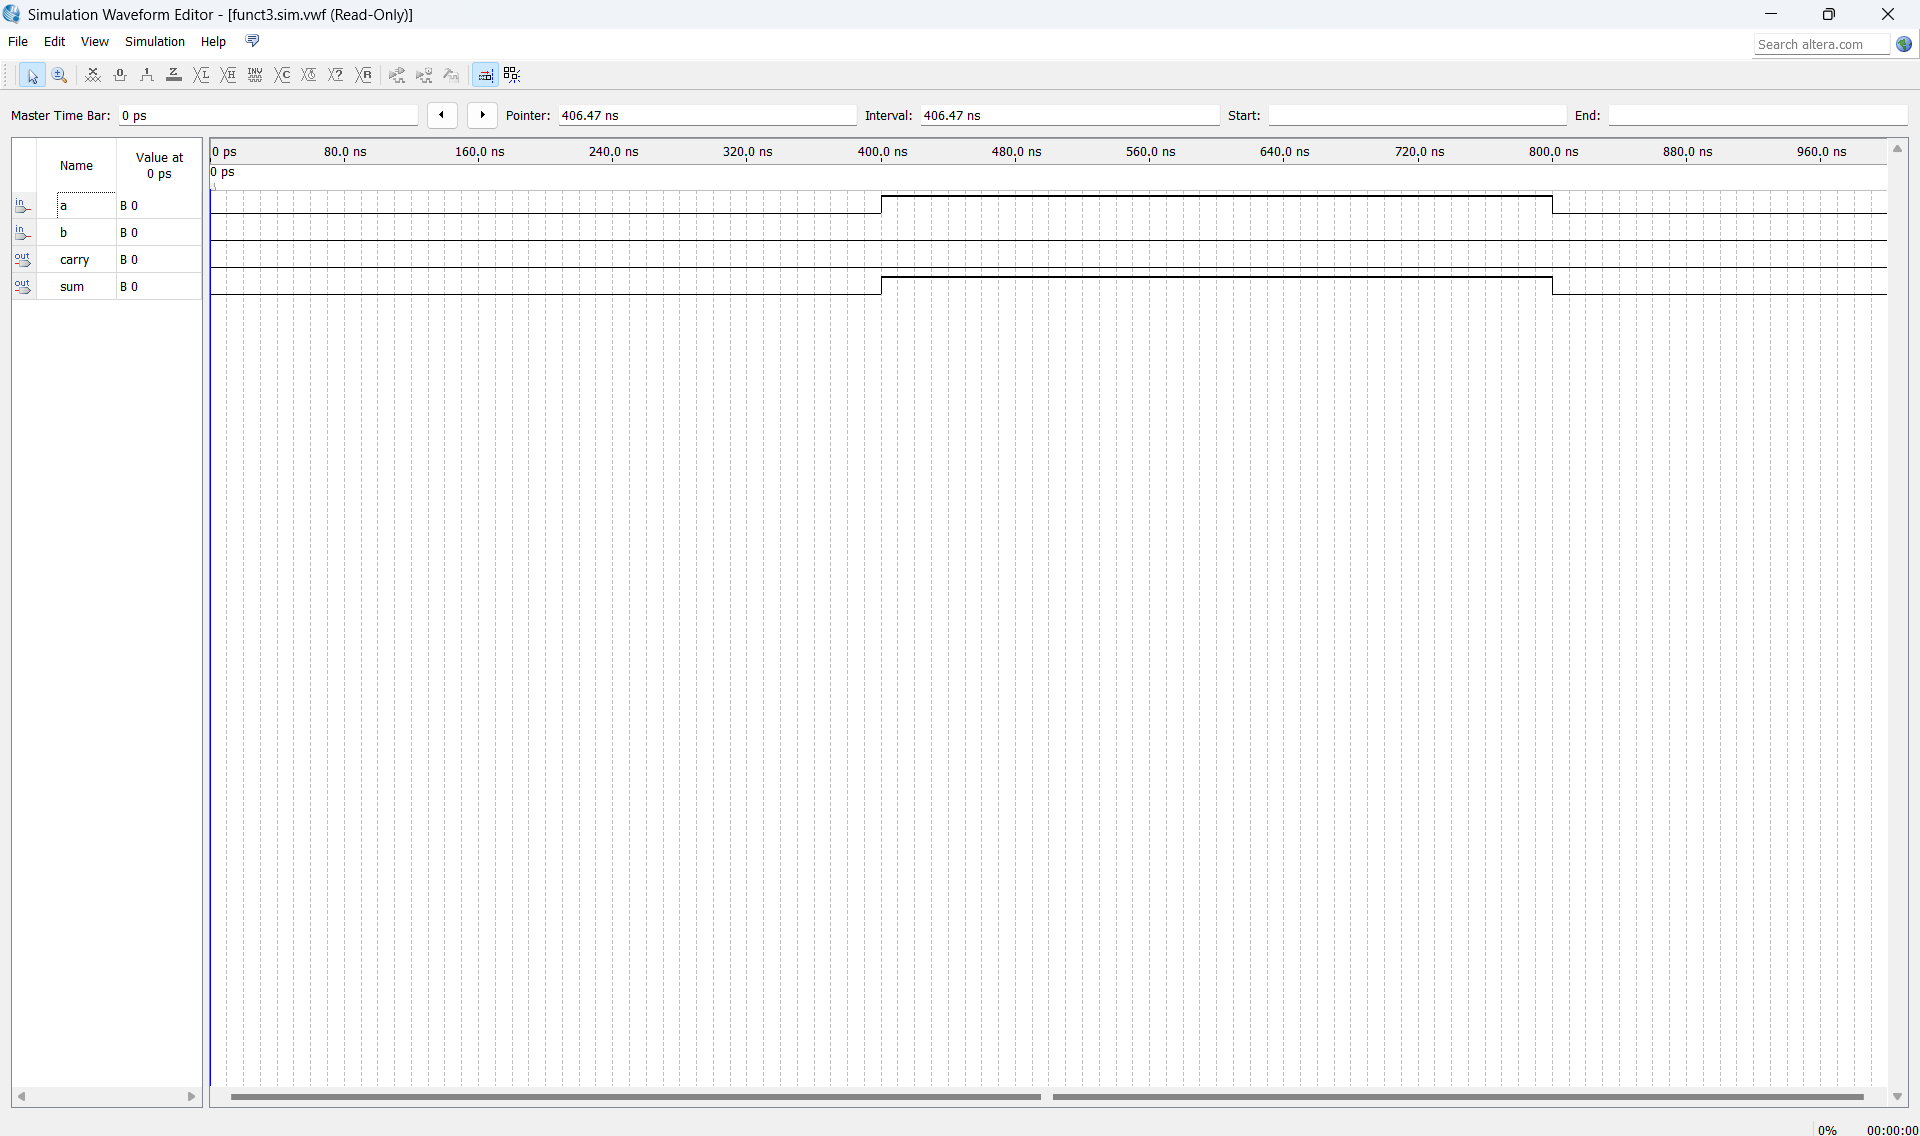 Simulation Waveform Editor - [funct3.sim.vwf (Read-Only)]
File Edit View Simulation Help
Search altera.com
Master Time Bar: 0 ps Pointer: 406.47 ns Interval: 406.47 ns Start: End:
Name Value at 0 ps
0 ps 80.0 ns 160.0 ns 240.0 ns 320.0 ns 400.0 ns 480.0 ns 560.0 ns 640.0 ns 720.0 ns 800.0 ns 880.0 ns 960.0 ns
0 ps
in a B 0
in b B 0
out carry B 0
out sum B 0
0% 00:00:00